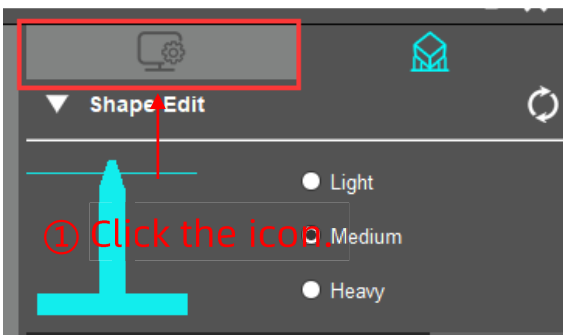 Shape Edit
Light
① Click the icon.
Medium
Heavy